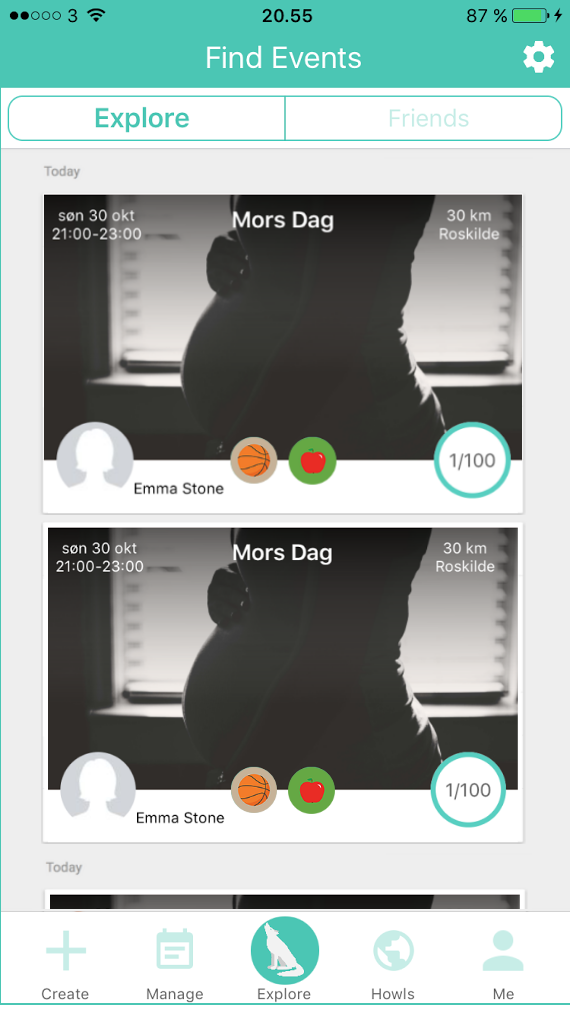 3 20.55 87 %
Find Events
Explore Friends
Today
søn 30 okt Mors Dag 30 km
21:00-23:00 Roskilde
1/100
Emma Stone
søn 30 okt Mors Dag 30 km
21:00-23:00 Roskilde
1/100
Emma Stone
Today
Create Manage Explore Howls Me